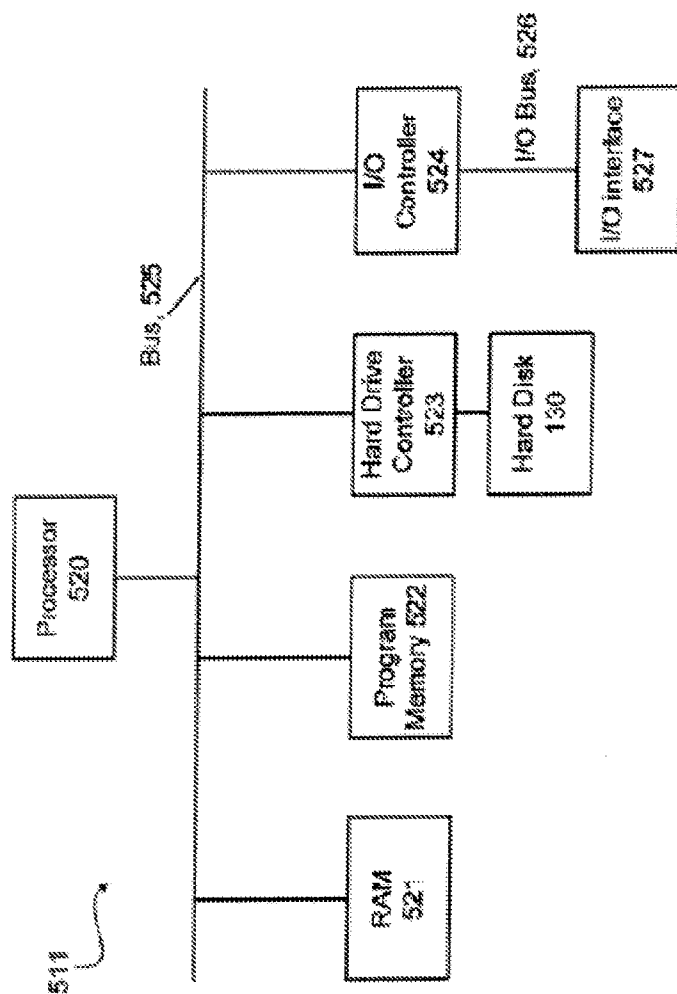 511
Processor
520
Bus, 525
RAM
521
Program
Memory 522
Hard Drive
Controller
523
Hard Disk
130
I/O
Controller
524
I/O Bus, 526
I/O interface
527